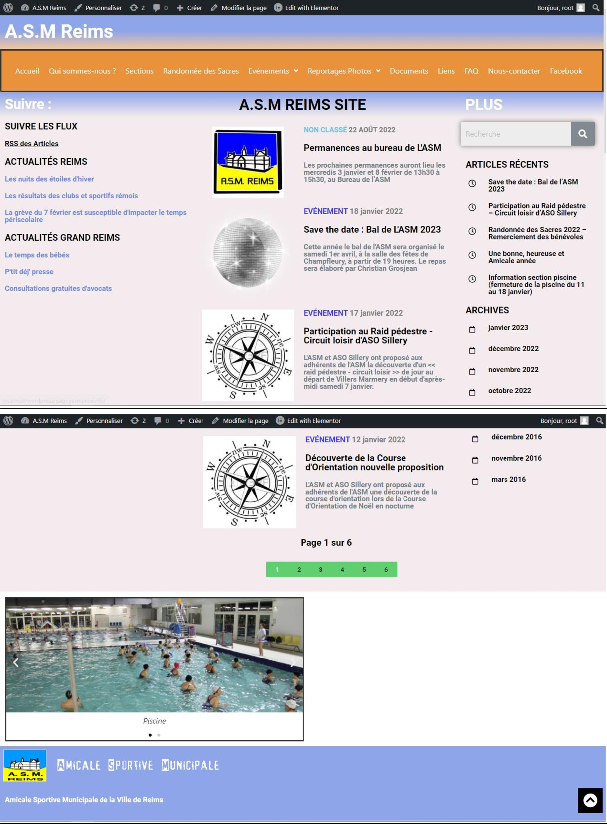 A.S.M Reims Personnaliser 2 0 Créer Modifier la page Edit with Elementor Bonjour, root
A.S.M Reims
Accueil Qui sommes-nous ? Sections Randonnée des Sacres Evénements Reportages Photos Documents Liens FAQ Nous-contacter Facebook
Suivre :
SUIVRE LES FLUX
RSS des Articles
ACTUALITÉS REIMS
Les nuits des étoiles d'hiver
Les résultats des clubs et sportifs rémois
La grève du 7 février est susceptible d'impacter le temps
périscolaire
ACTUALITÉS GRAND REIMS
Le temps des bébés
P'tit déj' presse
Consultations gratuites d'avocats
A.S.M REIMS SITE
A.S.M. REIMS
NON CLASSÉ 22 AOÛT 2022
Permanences au bureau de L'ASM
Les prochaines permanences auront lieu les
mercredis 3 janvier et 8 février de 13h30 à
15h30, au Bureau de l'ASM
EVÉNEMENT 18 janvier 2022
Save the date : Bal de L'ASM 2023
Cette année le bal de l'ASM sera organisé le
samedi 1er avril, à la salle des fêtes de
Champfleury, à partir de 19 heures. Le repas
sera élaboré par Christian Grosjean
N
E
S
W
EVÉNEMENT 17 janvier 2022
Participation au Raid pédestre -
Circuit loisir d'ASO Sillery
L'ASM et ASO Sillery ont proposé aux
adhérents de l'ASM la découverte d'un <<
raid pédestre - circuit loisir >> de jour au
départ de Villers Marmery en début d'après-
midi samedi 7 janvier.
PLUS
Recherche
ARTICLES RÉCENTS
Save the date : Bal de l'ASM
2023
Participation au Raid pédestre
– Circuit loisir d'ASO Sillery
Randonnée des Sacres 2022 –
Remerciement des bénévoles
Une bonne, heureuse et
Amicale année
Information section piscine
(fermeture de la piscine du 11
au 18 janvier)
ARCHIVES
janvier 2023
décembre 2022
novembre 2022
octobre 2022
A.S.M Reims Personnaliser 2 0 Créer Modifier la page Edit with Elementor Bonjour, root
N
E
S
W
EVÉNEMENT 12 janvier 2022
Découverte de la Course
d'Orientation nouvelle proposition
L'ASM et ASO Sillery ont proposé aux
adhérents de l'ASM une découverte de la
course d'orientation lors de la Course
d'Orientation de Noël en nocturne
décembre 2016
novembre 2016
mars 2016
Page 1 sur 6
1 2 3 4 5 6
Piscine
A.S.M.
REIMS
AMICALE SPORTIVE MUNICIPALE
Amicale Sportive Municipale de la Ville de Reims